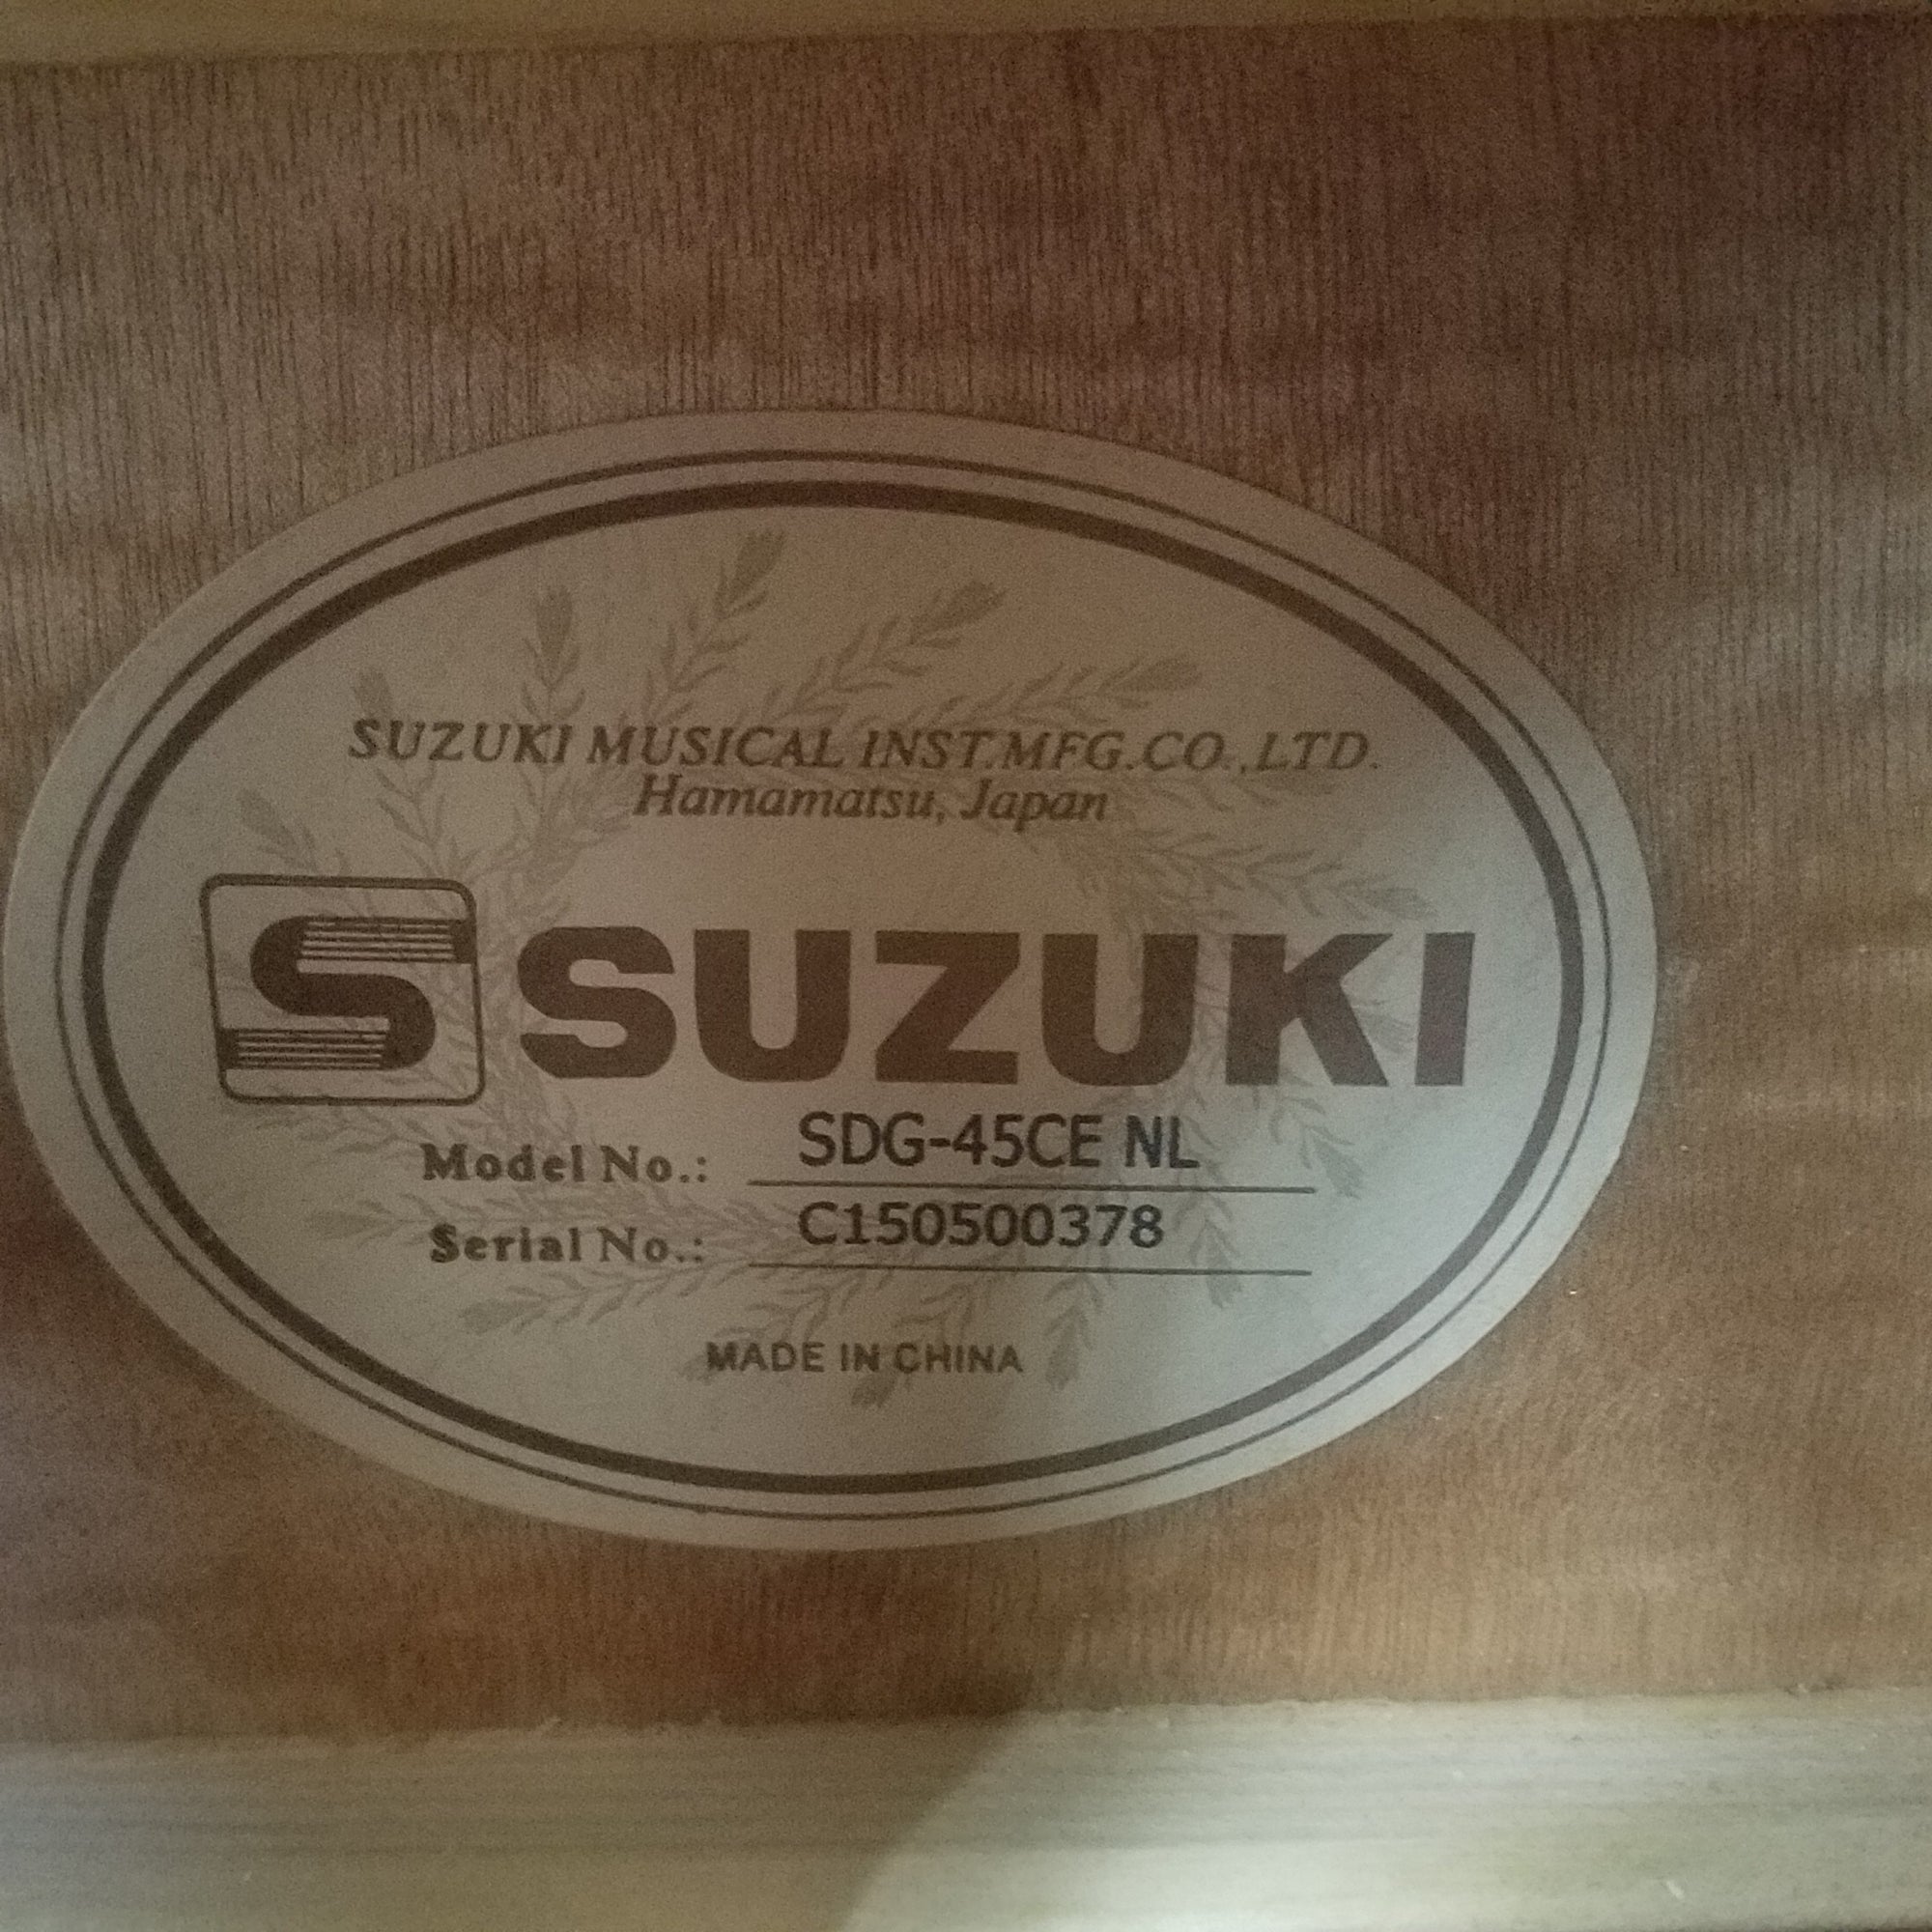 SUZUKI MUSICAL INST.MFG.CO.,LTD.
Hamamatsu, Japan
S SUZUKI
Model No.: SDG-45CE NL
Serial No.: C150500378
MADE IN CHINA